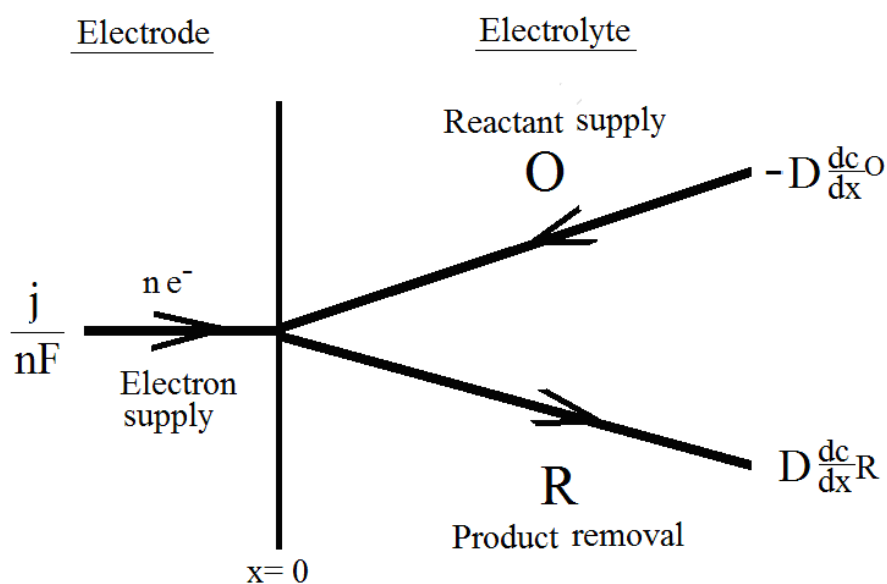 Electrode
Electrolyte
Reactant supply
O
- D dc/dx O
n e-
j/nF
Electron
supply
R
D dc/dx R
Product removal
x= 0